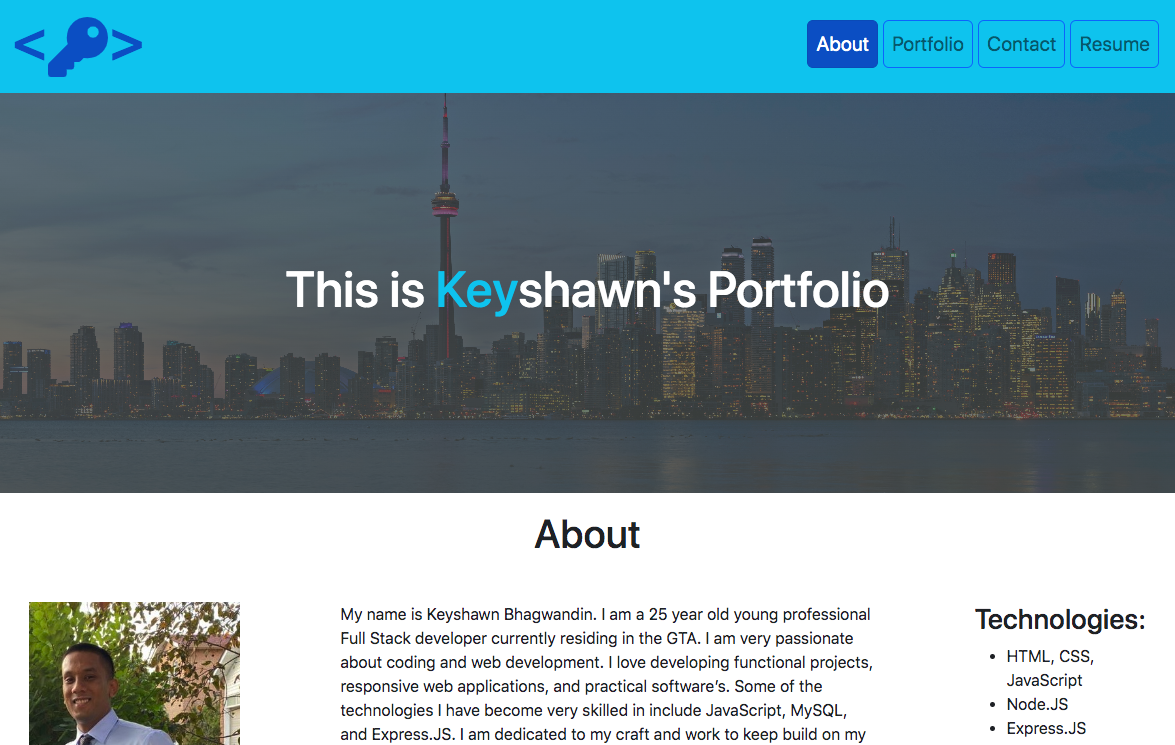 < >
About Portfolio Contact Resume
This is Keyshawn's Portfolio
About
My name is Keyshawn Bhagwandin. I am a 25 year old young professional
Full Stack developer currently residing in the GTA. I am very passionate
about coding and web development. I love developing functional projects,
responsive web applications, and practical software’s. Some of the
technologies I have become very skilled in include JavaScript, MySQL,
and Express.JS. I am dedicated to my craft and work to keep build on my
Technologies:
• HTML, CSS,
JavaScript
• Node.JS
• Express.JS